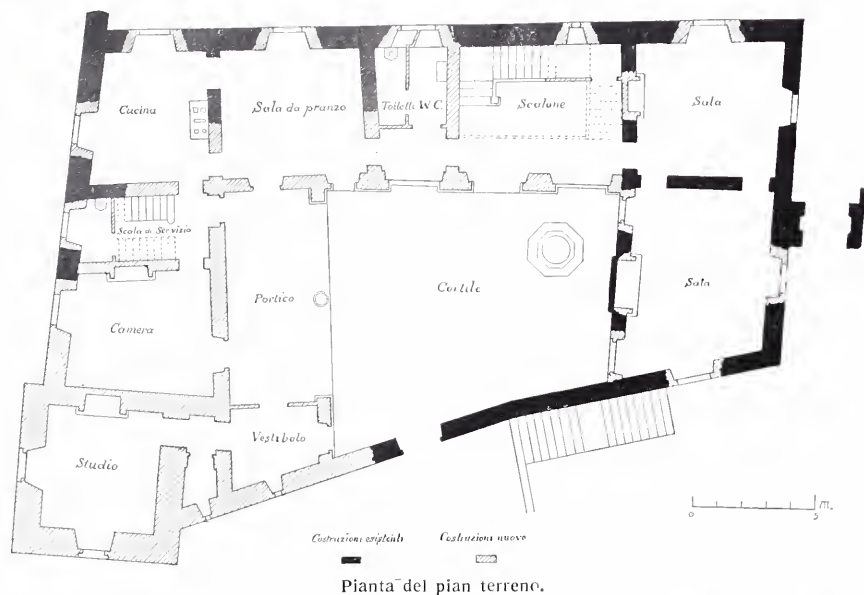 Cucina
Sala da pranzo
Toiletti W.C.
Scalone
Sala
Scala di Servizio
Portico
Cortile
Sala
Camera
Vestibolo
Studio
0 5 m.
Costruzioni esistenti Costruzioni nuove
Pianta del pian terreno.